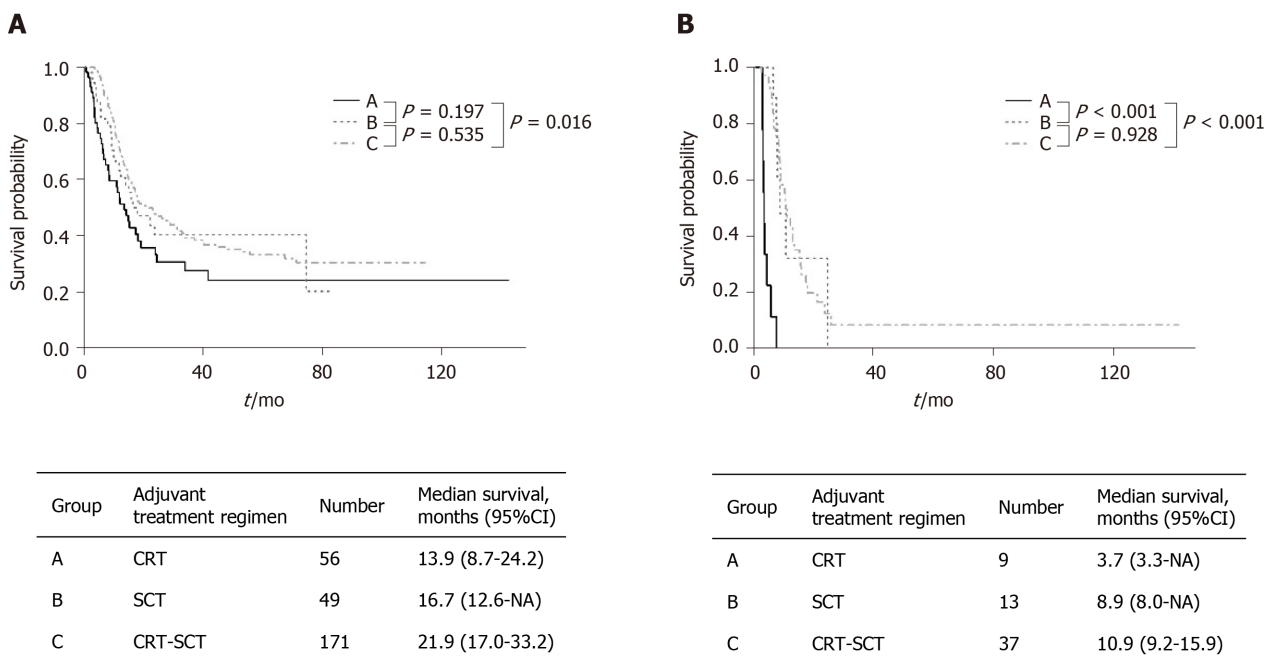 A
1.0
0.8
0.6
0.4
0.2
0.0
Survival probability
0
40
80
120
t/mo
A
B
C
P = 0.197
P = 0.535
P = 0.016
Group
Adjuvant
treatment regimen
Number
Median survival,
months (95%CI)
A CRT 56 13.9 (8.7-24.2)
B SCT 49 16.7 (12.6-NA)
C CRT-SCT 171 21.9 (17.0-33.2)
B
1.0
0.8
0.6
0.4
0.2
0.0
Survival probability
0
40
80
120
t/mo
A
B
C
P < 0.001
P = 0.928
P < 0.001
Group
Adjuvant
treatment regimen
Number
Median survival,
months (95%CI)
A CRT 9 3.7 (3.3-NA)
B SCT 13 8.9 (8.0-NA)
C CRT-SCT 37 10.9 (9.2-15.9)